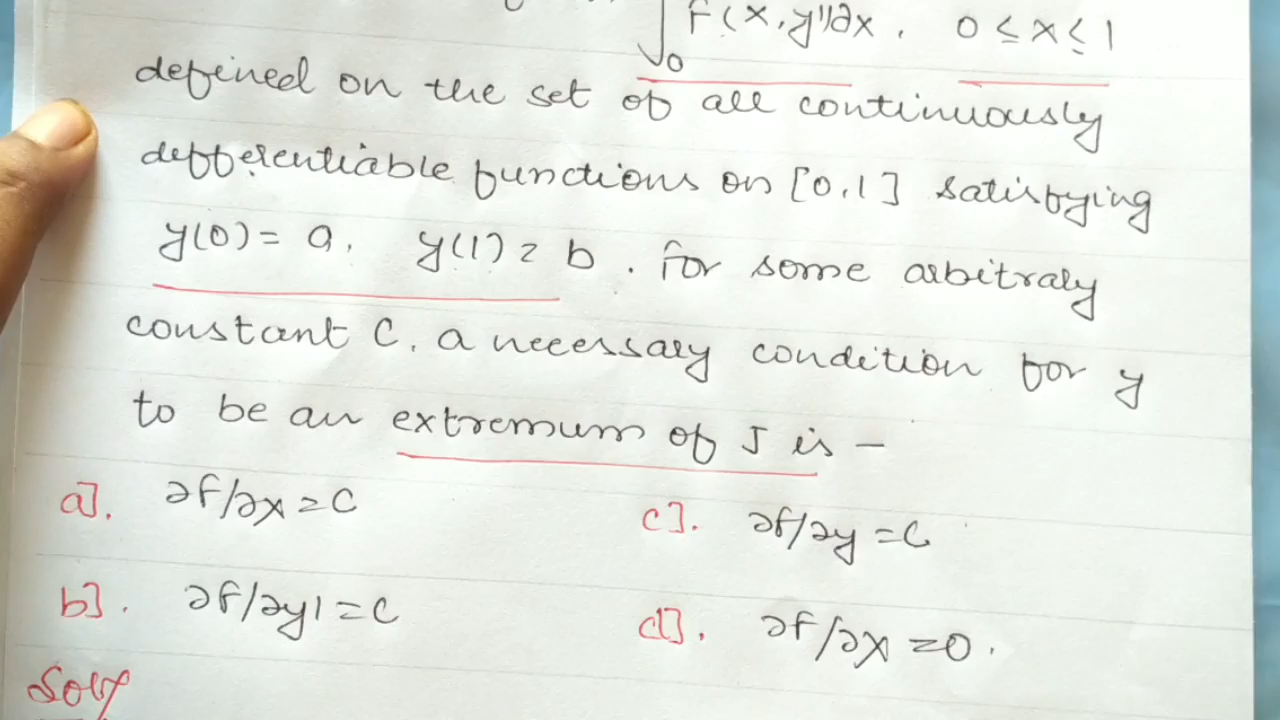 ∫₀ F(x,y')∂x, 0≤x≤1
defined on the set of all continuously
differentiable functions on [0,1] satisfying
y(0)=a, y(1)=b. for some arbitraly
constant C, a necessary condition for y
to be an extremum of J is –
a]. ∂f/∂x=C c]. ∂f/∂y=C
b]. ∂f/∂y'=C d]. ∂f/∂x=0.
Solⁿ